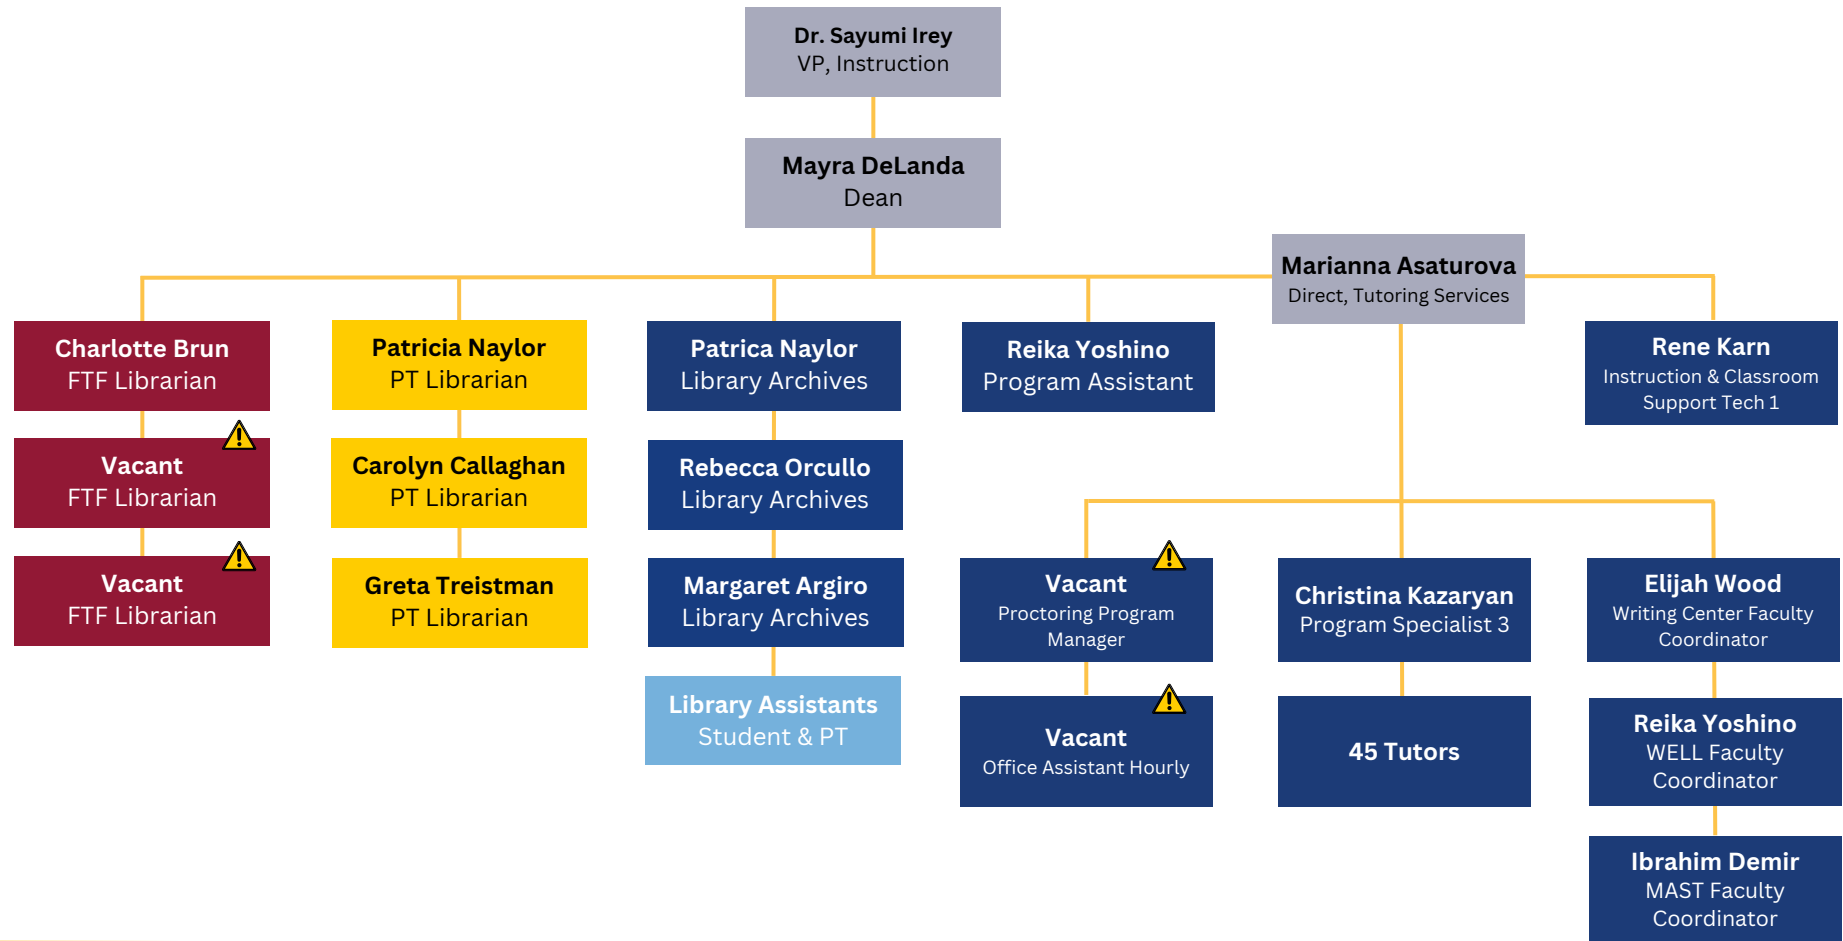 Dr. Sayumi Irey
VP, Instruction
Mayra DeLanda
Dean
Marianna Asaturova
Direct, Tutoring Services
Charlotte Brun
FTF Librarian
Vacant
FTF Librarian
Vacant
FTF Librarian
Patricia Naylor
PT Librarian
Carolyn Callaghan
PT Librarian
Greta Treistman
PT Librarian
Patrica Naylor
Library Archives
Rebecca Orcullo
Library Archives
Margaret Argiro
Library Archives
Library Assistants
Student & PT
Reika Yoshino
Program Assistant
Rene Karn
Instruction & Classroom
Support Tech 1
Vacant
Proctoring Program
Manager
Vacant
Office Assistant Hourly
Christina Kazaryan
Program Specialist 3
45 Tutors
Elijah Wood
Writing Center Faculty
Coordinator
Reika Yoshino
WELL Faculty
Coordinator
Ibrahim Demir
MAST Faculty
Coordinator